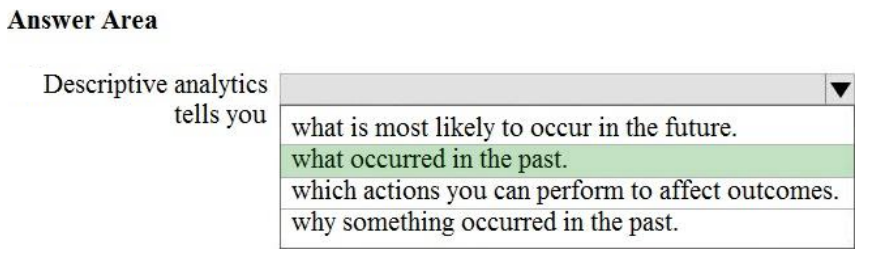 Answer Area
Descriptive analytics
tells you
what is most likely to occur in the future.
what occurred in the past.
which actions you can perform to affect outcomes.
why something occurred in the past.